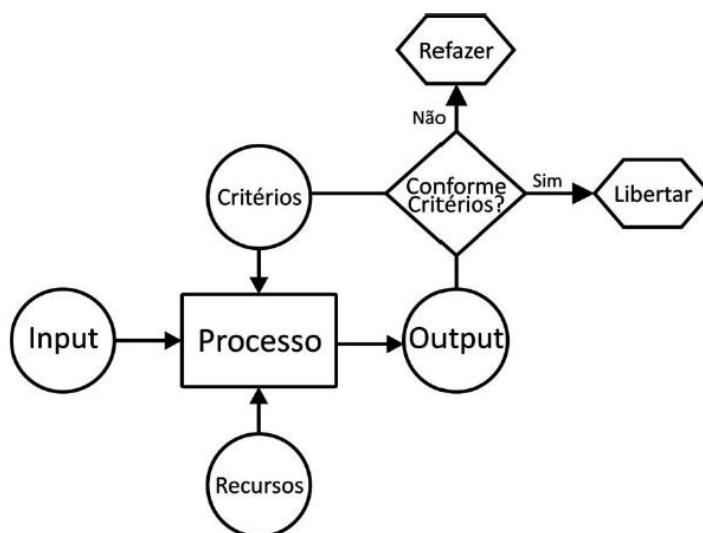 Refazer
Não
Critérios
Conforme
Critérios?
Sim
Libertar
Input
Processo
Output
Recursos